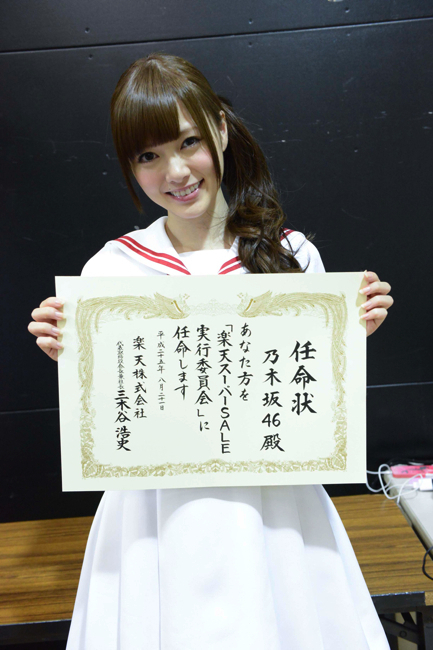 任命状
乃木坂46殿
あなた方を
「楽天スーパーSALE
実行委員会」に
任命します
平成二十五年八月二十一日
楽天株式会社
代表取締役会長兼社長 三木谷浩史